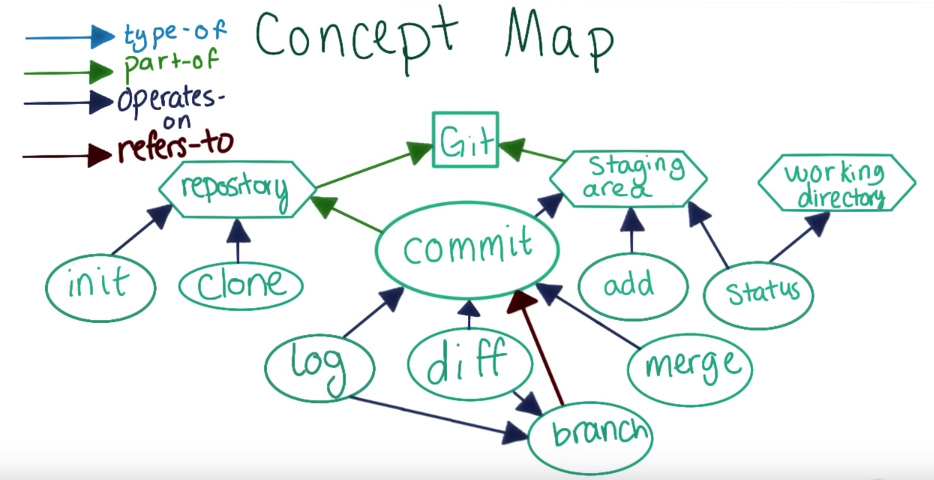 type-of
Concept Map
part-of
operates-
on
refers-to
Git
repository
Staging
area
working
directory
commit
init
clone
add
Status
log
diff
merge
branch